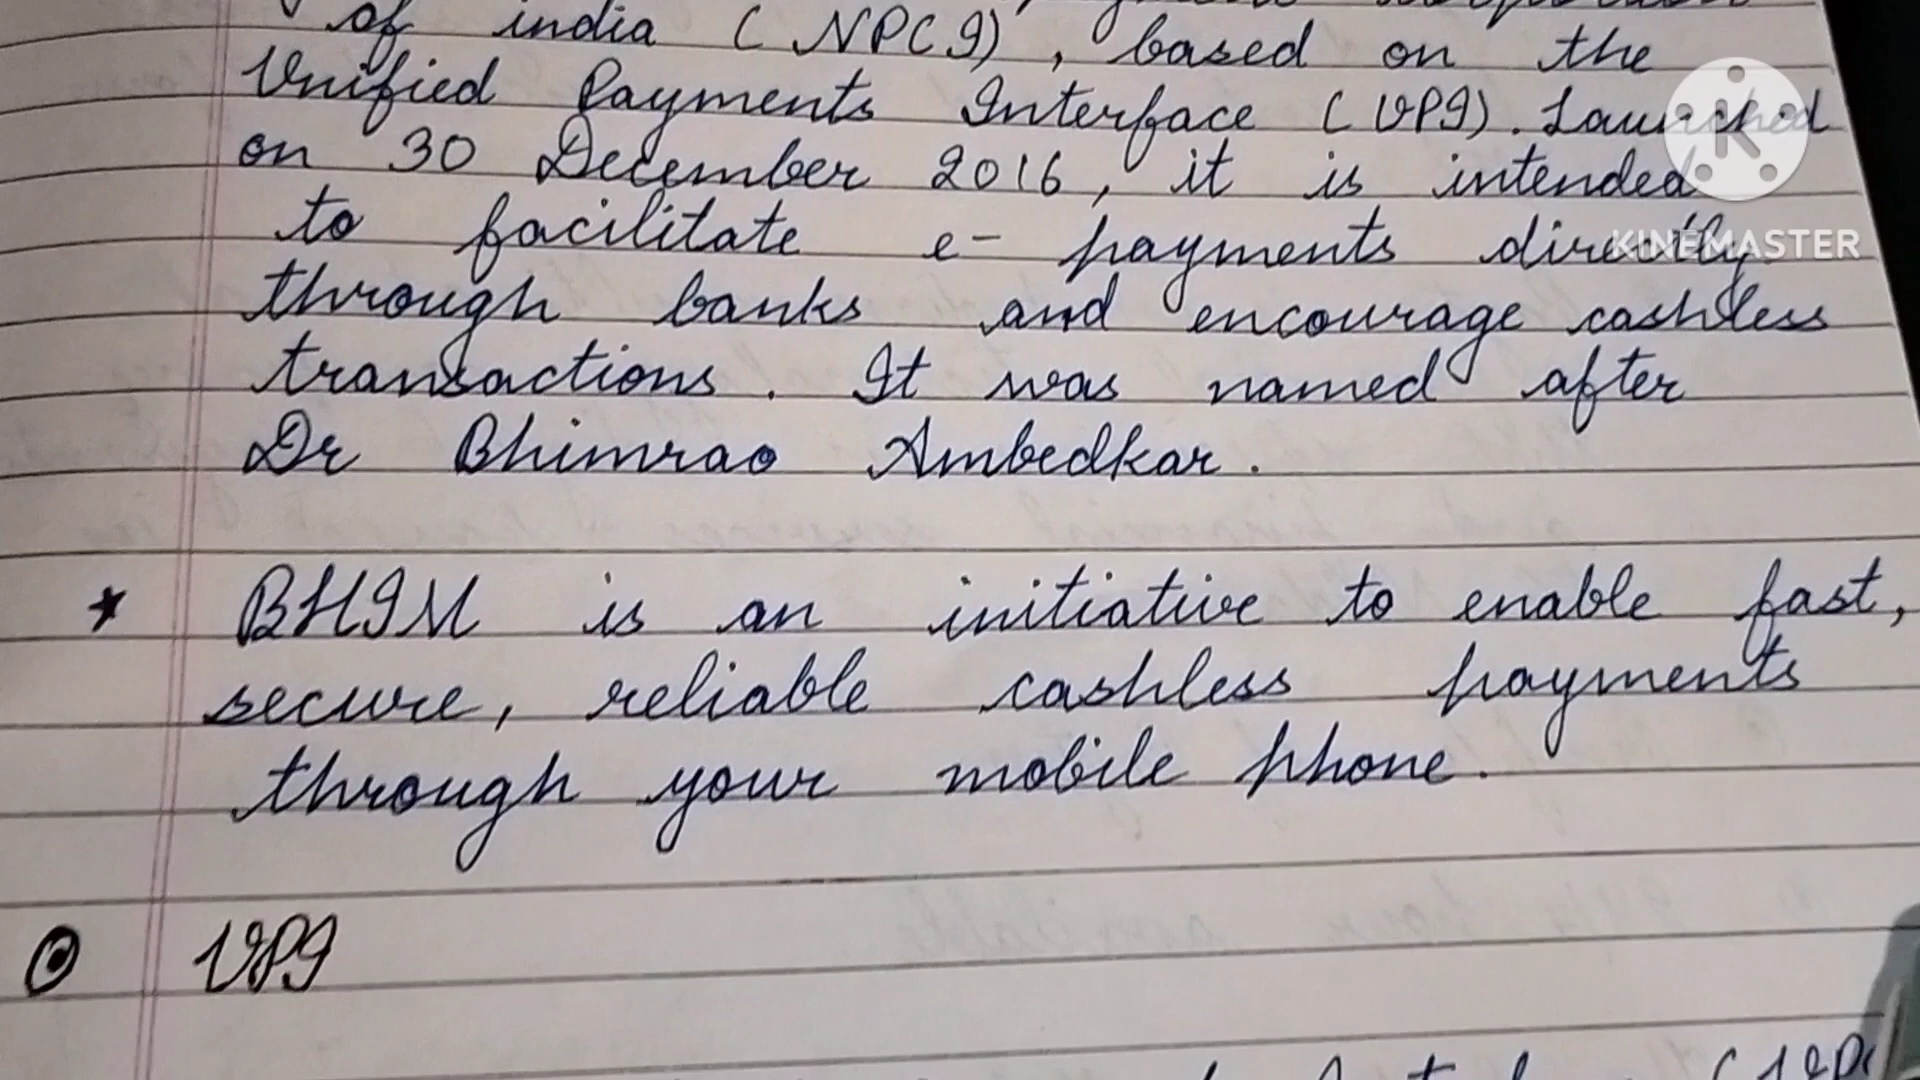 of india (NPCI), based on the
Unified Payments Interface (UPI). Launched
on 30 December 2016, it is intended
to facilitate e- payments directly
through banks and encourage cashless
transactions. It was named after
Dr Bhimrao Ambedkar.
* BHIM is an initiative to enable fast,
secure, reliable cashless payments
through your mobile phone.
UPI
KINEMASTER